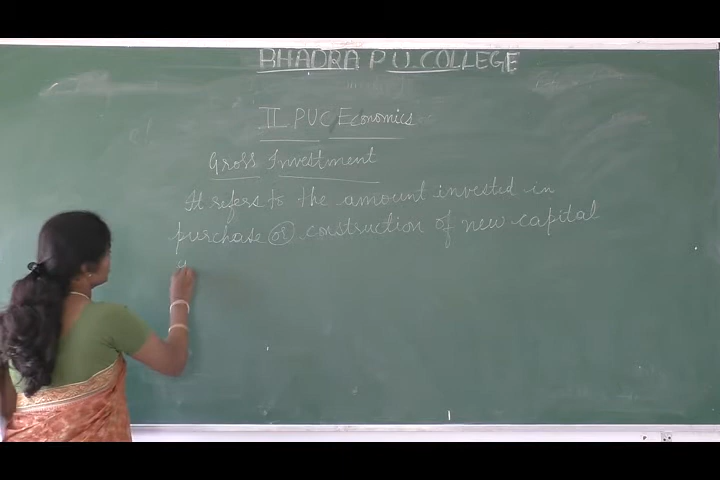 BHADRA P U. COLLEGE
II PUC Economics
Gross Investment
It refers to the amount invested in
purchase or construction of new capital